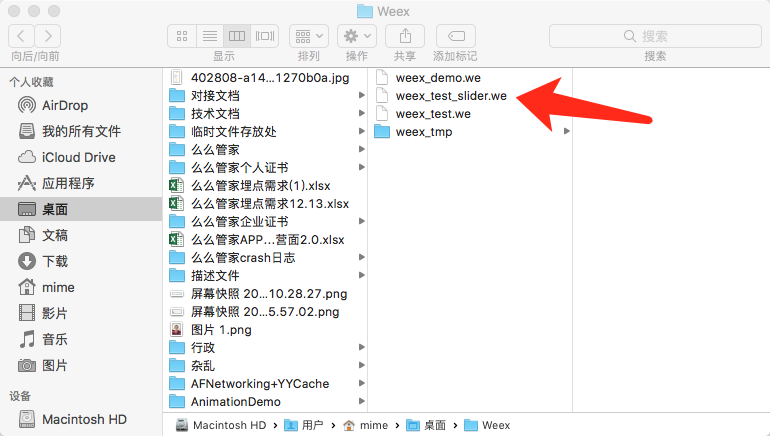 Weex
向后/向前
显示
排列
操作
共享
添加标记
搜索
搜索
个人收藏
AirDrop
我的所有文件
iCloud Drive
应用程序
桌面
文稿
下载
mime
影片
音乐
图片
设备
Macintosh HD
402808-a14...1270b0a.jpg
对接文档
技术文档
临时文件存放处
么么管家
么么管家个人证书
么么管家埋点需求(1).xlsx
么么管家埋点需求12.13.xlsx
么么管家企业证书
么么管家APP...营面2.0.xlsx
么么管家crash日志
描述文件
屏幕快照 20...10.28.27.png
屏幕快照 20...5.57.02.png
图片 1.png
行政
杂乱
AFNetworking+YYCache
AnimationDemo
weex_demo.we
weex_test_slider.we
weex_test.we
weex_tmp
Macintosh HD
用户
mime
桌面
Weex